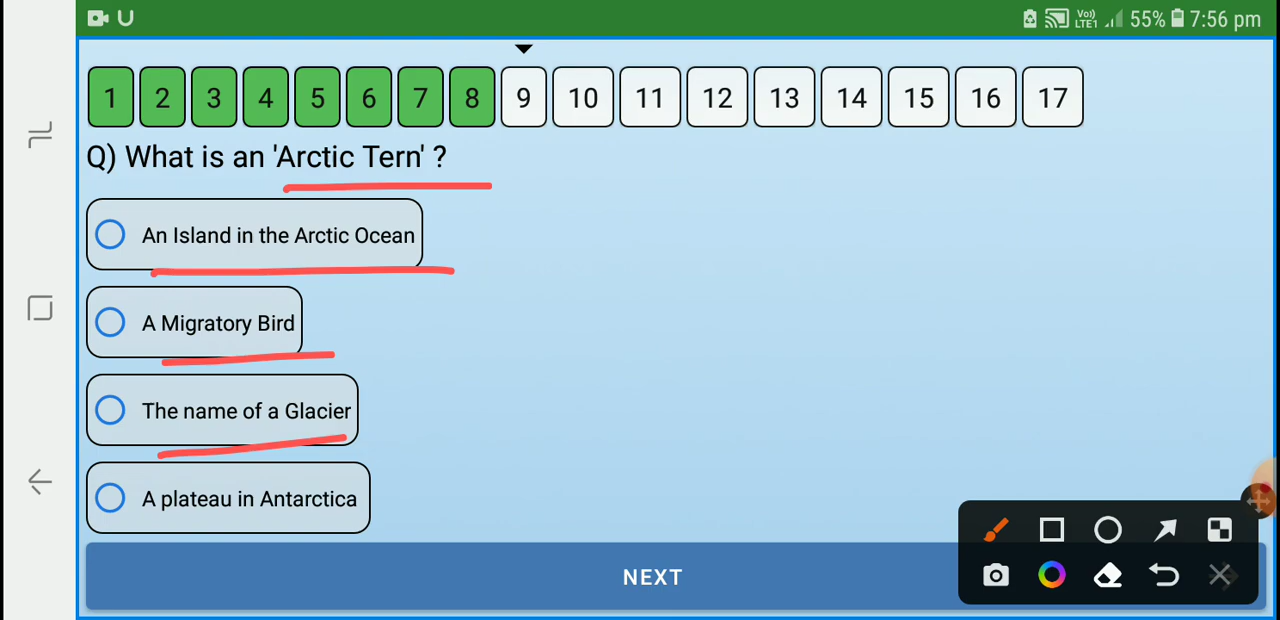 U Vo)) LTE1 55% 7:56 pm
1 2 3 4 5 6 7 8 9 10 11 12 13 14 15 16 17
Q) What is an 'Arctic Tern' ?
An Island in the Arctic Ocean
A Migratory Bird
The name of a Glacier
A plateau in Antarctica
NEXT